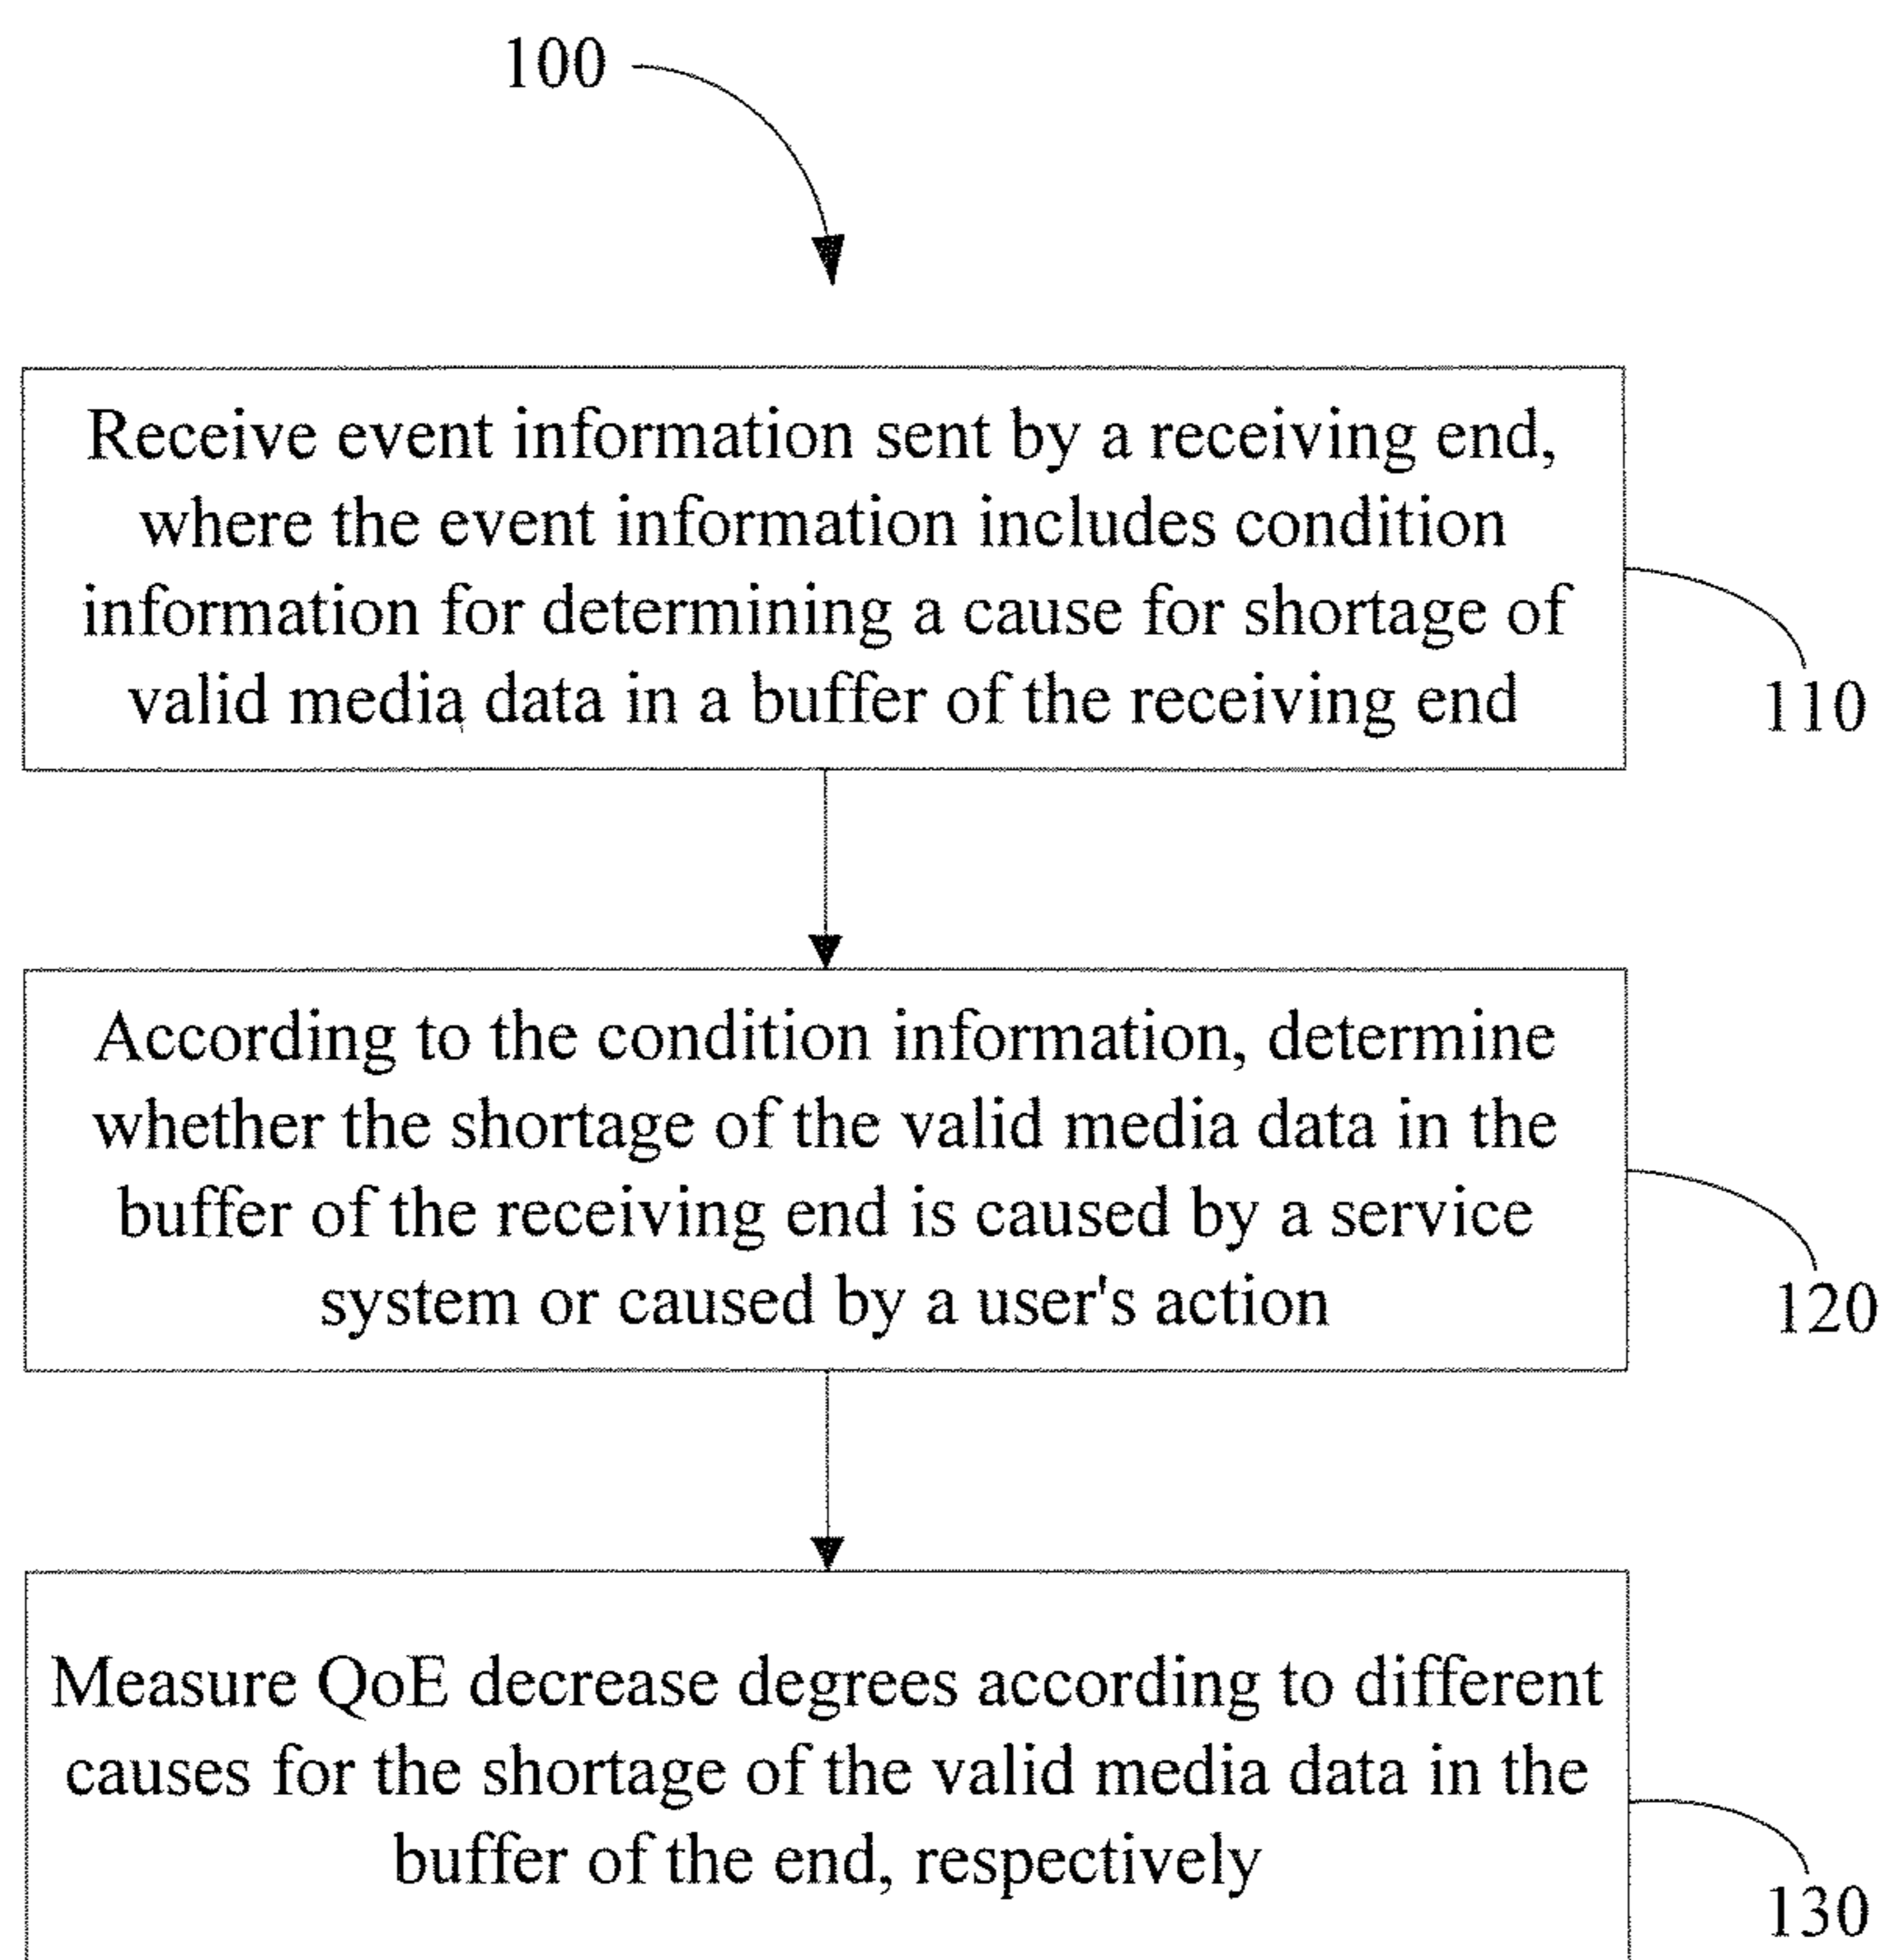 100
Receive event information sent by a receiving end,
where the event information includes condition
information for determining a cause for shortage of
valid media data in a buffer of the receiving end
110
According to the condition information, determine
whether the shortage of the valid media data in the
buffer of the receiving end is caused by a service
system or caused by a user's action
120
Measure QoE decrease degrees according to different
causes for the shortage of the valid media data in the
buffer of the end, respectively
130